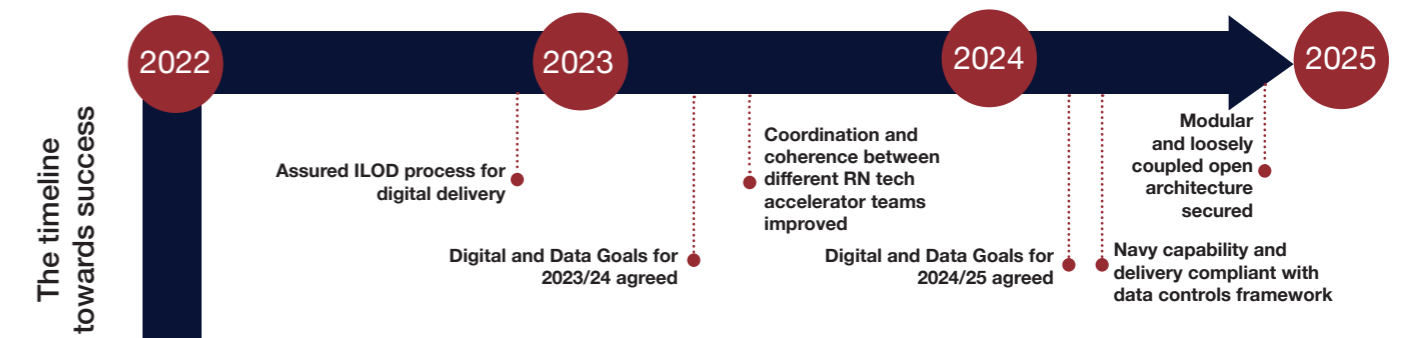 2022
2023
2024
2025
The timeline
towards success
Assured ILOD process for
digital delivery
Digital and Data Goals for
2023/24 agreed
Coordination and
coherence between
different RN tech
accelerator teams
improved
Digital and Data Goals for
2024/25 agreed
Navy capability and
delivery compliant with
data controls framework
Modular
and loosely
coupled open
architecture
secured